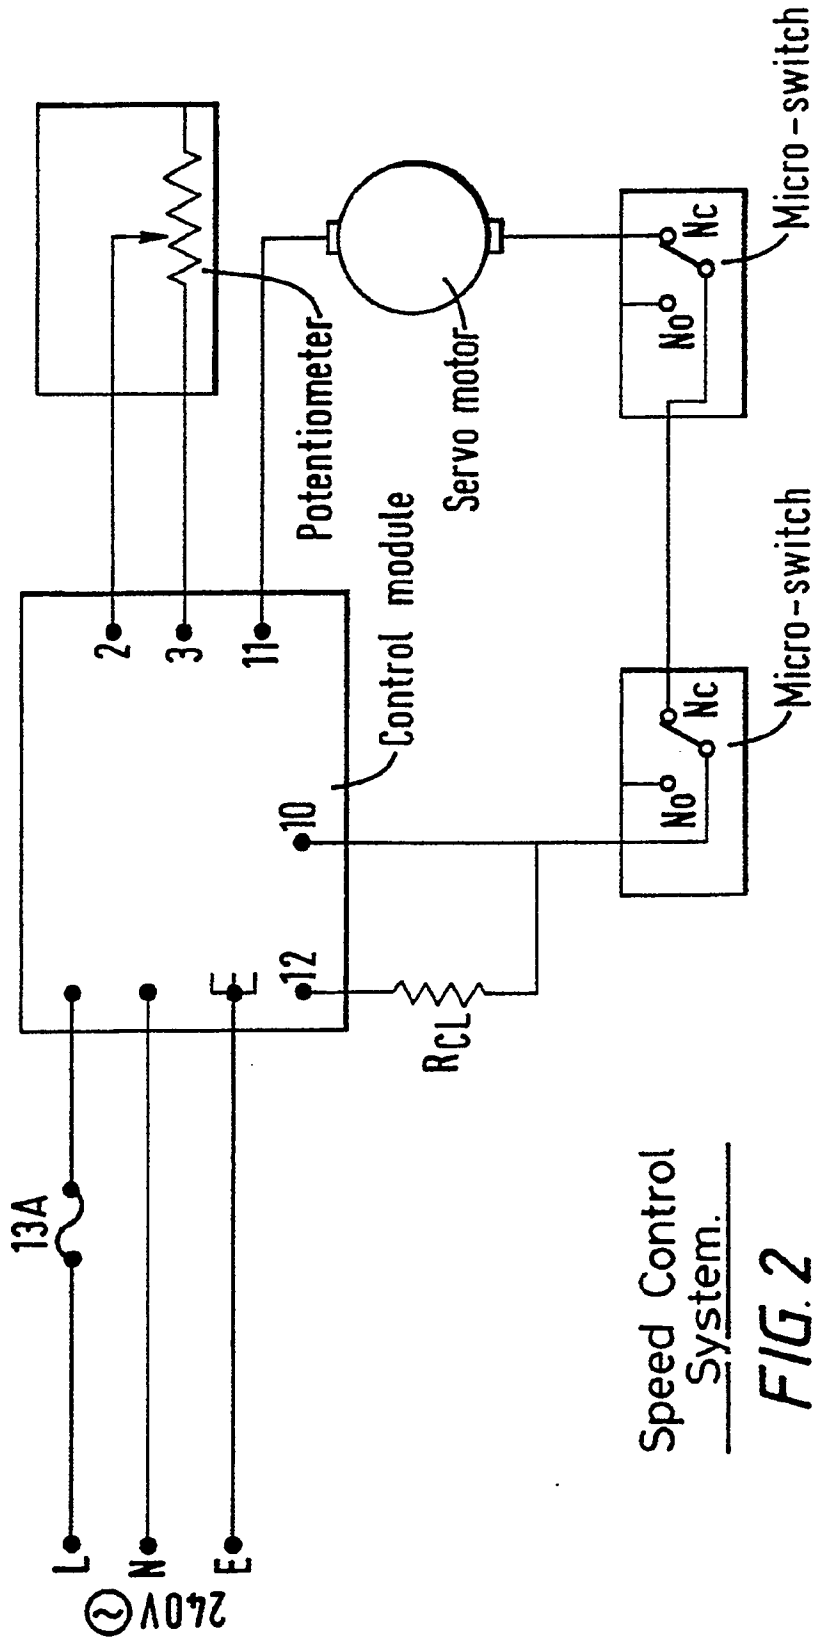 240V
L
N
E
13A
E
12
10
2
3
11
Potentiometer
Control module
Servo motor
RCL
No
Nc
Micro-switch
No
Nc
Micro-switch
Speed Control
System.
FIG. 2